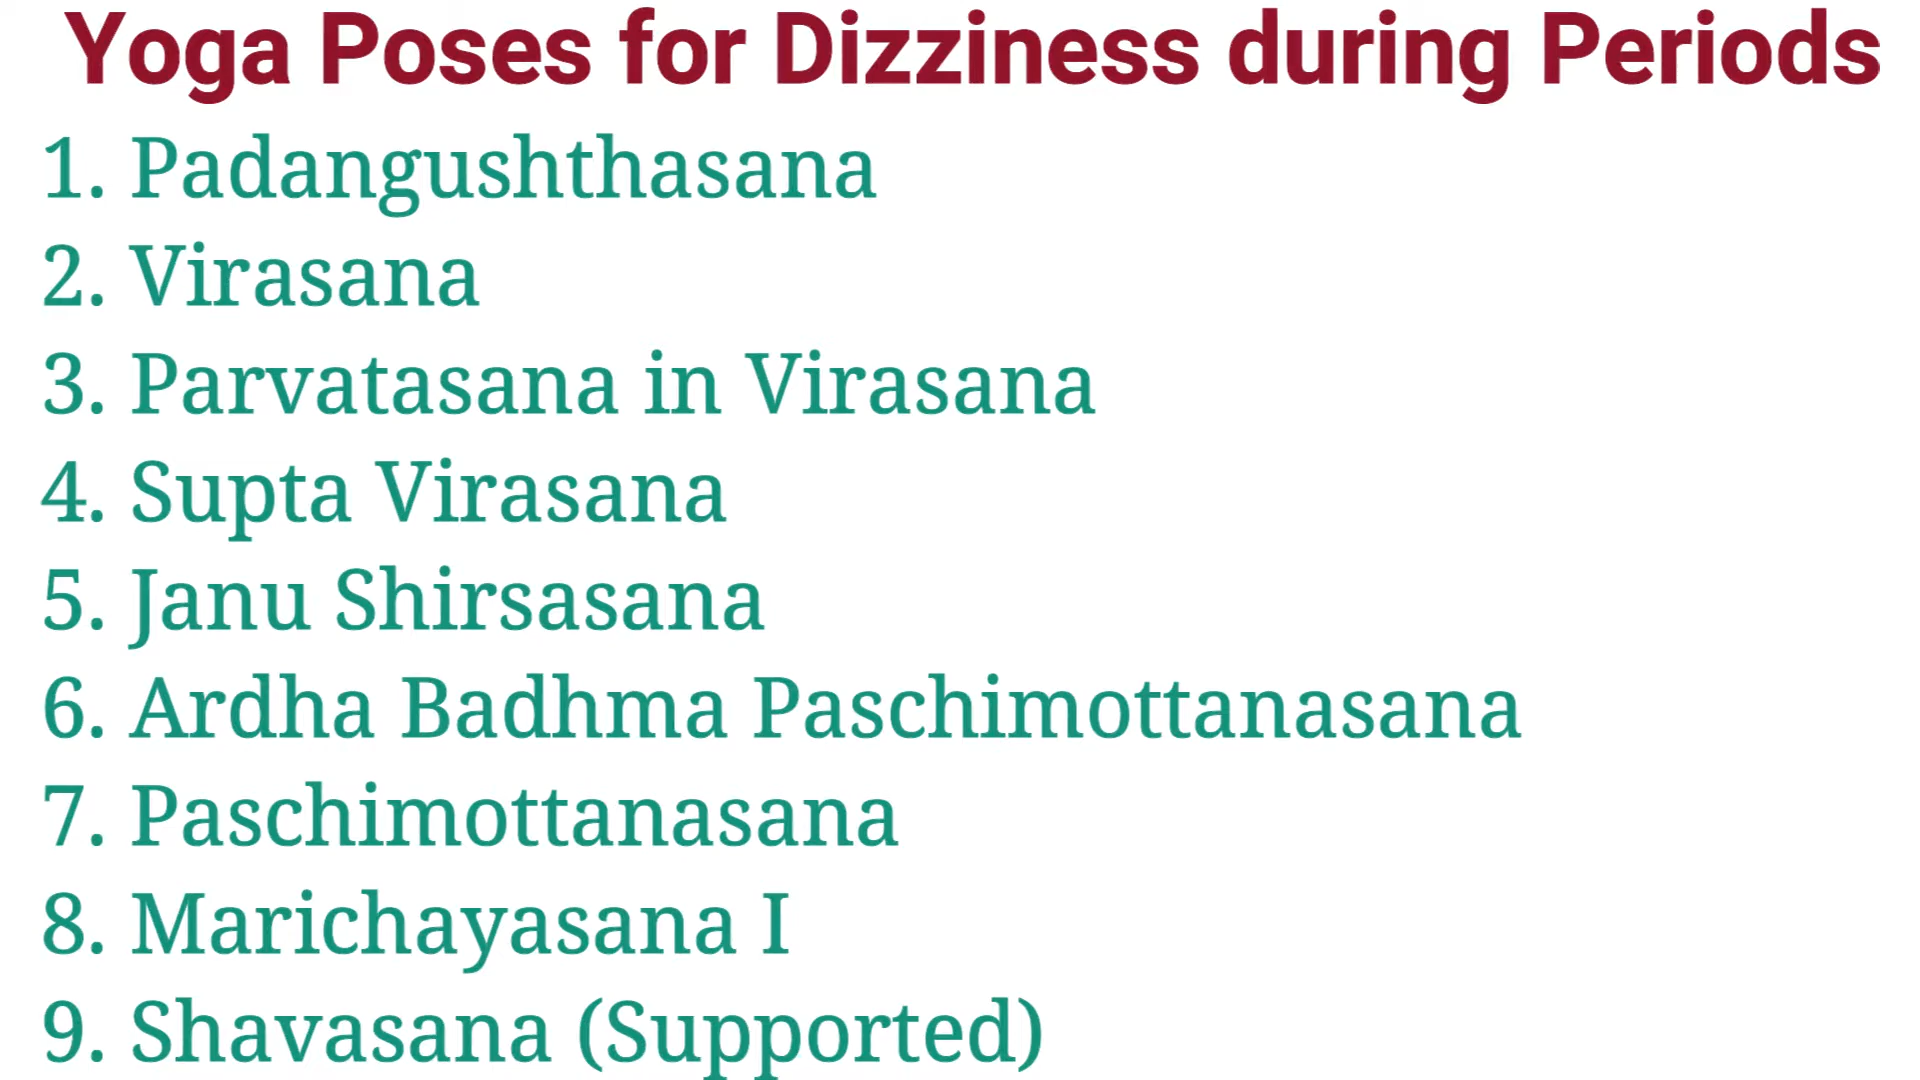 Yoga Poses for Dizziness during Periods
1. Padangushthasana
2. Virasana
3. Parvatasana in Virasana
4. Supta Virasana
5. Janu Shirsasana
6. Ardha Badhma Paschimottanasana
7. Paschimottanasana
8. Marichayasana I
9. Shavasana (Supported)